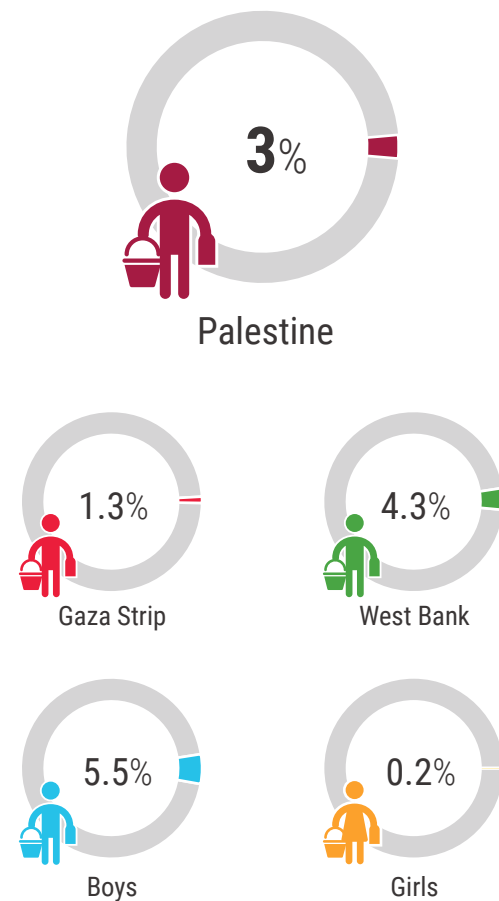 3%
Palestine
1.3%
4.3%
Gaza Strip
West Bank
5.5%
0.2%
Boys
Girls